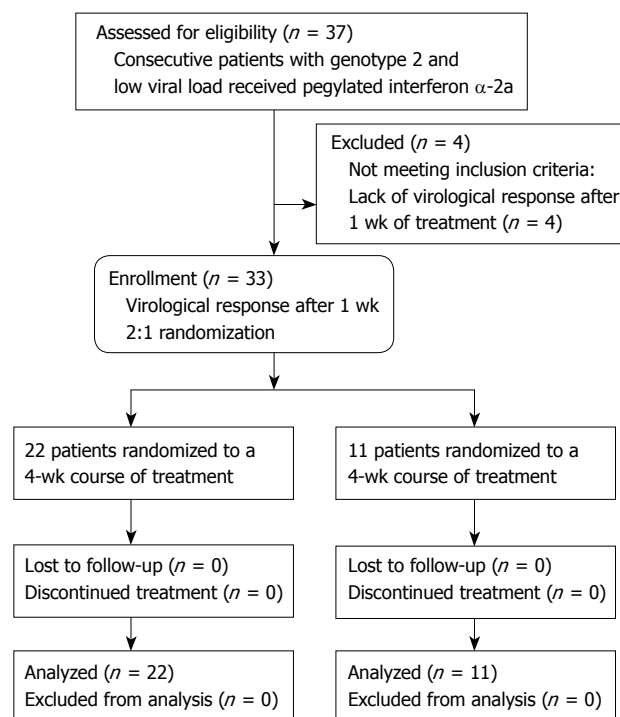 Assessed for eligibility (n = 37)
Consecutive patients with genotype 2 and
low viral load received pegylated interferon α-2a
Excluded (n = 4)
Not meeting inclusion criteria:
Lack of virological response after
1 wk of treatment (n = 4)
Enrollment (n = 33)
Virological response after 1 wk
2:1 randomization
22 patients randomized to a
4-wk course of treatment
11 patients randomized to a
4-wk course of treatment
Lost to follow-up (n = 0)
Discontinued treatment (n = 0)
Lost to follow-up (n = 0)
Discontinued treatment (n = 0)
Analyzed (n = 22)
Excluded from analysis (n = 0)
Analyzed (n = 11)
Excluded from analysis (n = 0)